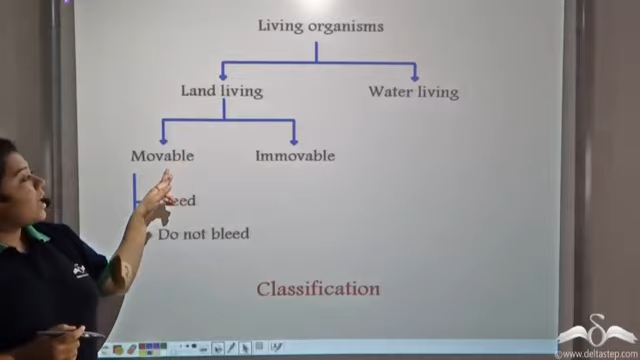 Living organisms
Land living
Water living
Movable
Immovable
Do not bleed
Classification
©www.deltastep.com